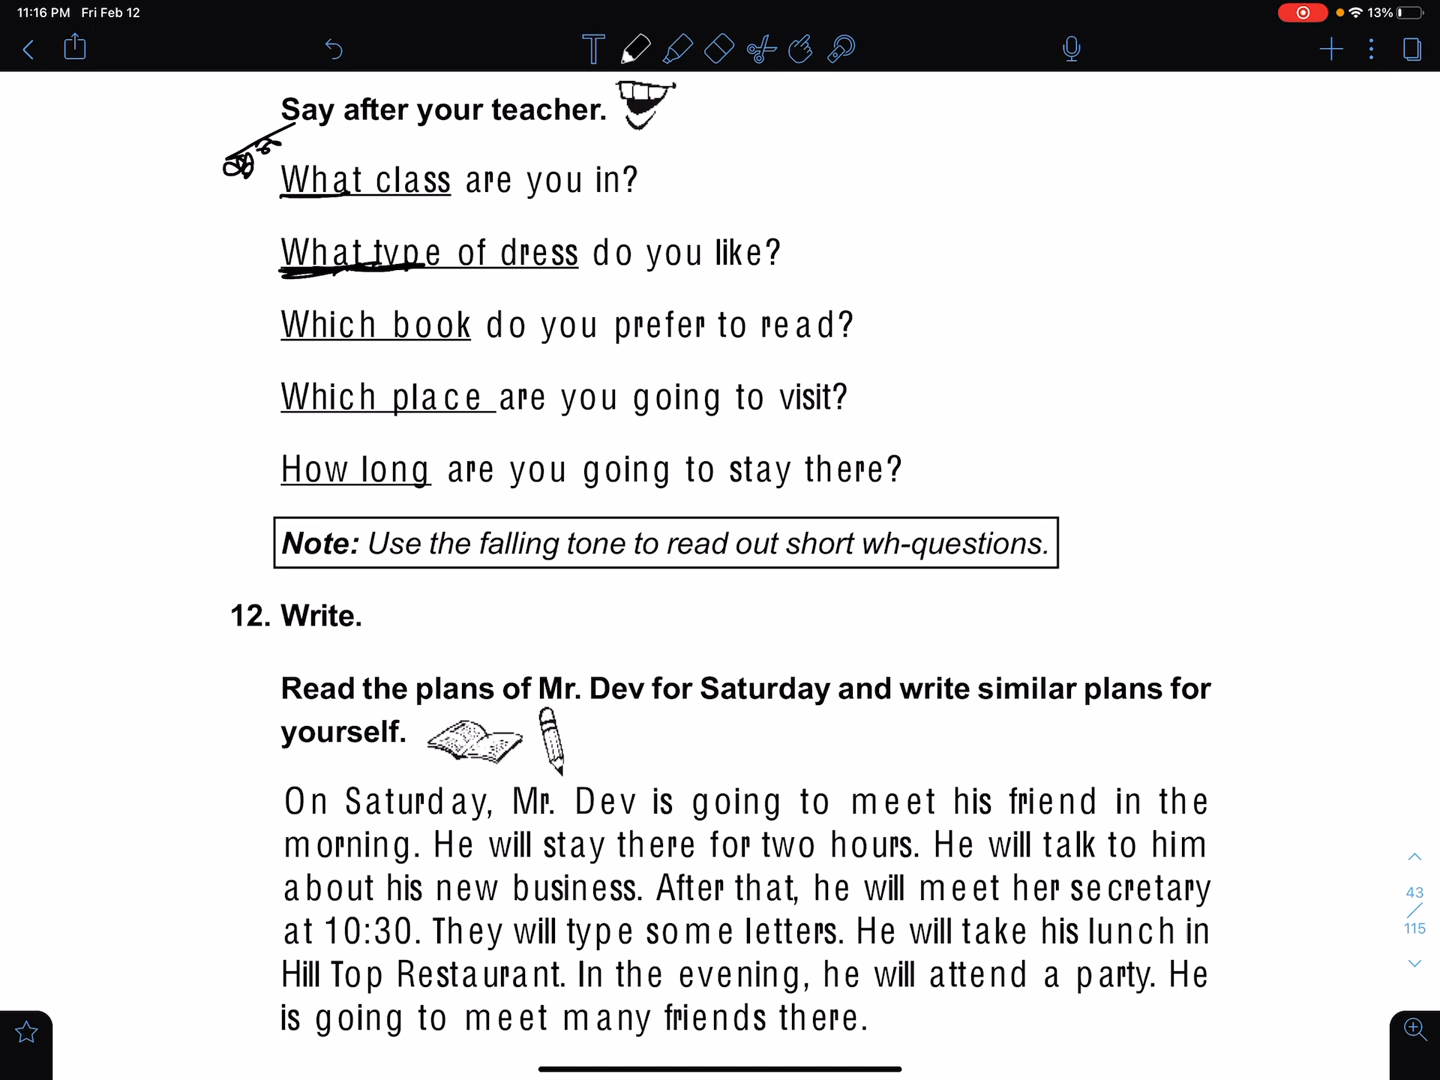 11:16 PM Fri Feb 12
13%
Say after your teacher.
What class are you in?
What type of dress do you like?
Which book do you prefer to read?
Which place are you going to visit?
How long are you going to stay there?
Note: Use the falling tone to read out short wh-questions.
12. Write.
Read the plans of Mr. Dev for Saturday and write similar plans for
yourself.
On Saturday, Mr. Dev is going to meet his friend in the
morning. He will stay there for two hours. He will talk to him
about his new business. After that, he will meet her secretary
at 10:30. They will type some letters. He will take his lunch in
Hill Top Restaurant. In the evening, he will attend a party. He
is going to meet many friends there.
43
115